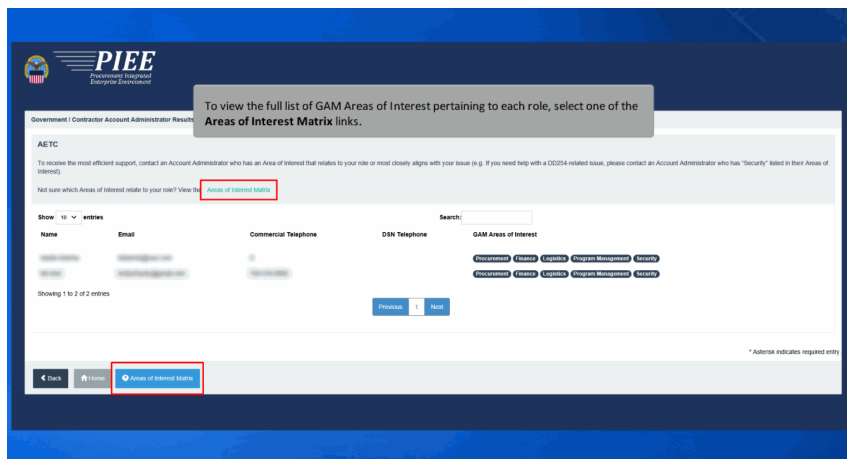 PIEE
Procurement Integrated
Enterprise Environment
To view the full list of GAM Areas of Interest pertaining to each role, select one of the
Areas of Interest Matrix links.
Government / Contractor Account Administrator Results
AETC
To receive the most efficient support, contact an Account Administrator who has an Area of Interest that relates to your role or most closely aligns with your issue (e.g. If you need help with a DD254-related issue, please contact an Account Administrator who has "Security" listed in their Areas of
Interest).
Not sure which Areas of Interest relate to your role? View the Areas of Interest Matrix
Show 10 entries Search:
Name Email Commercial Telephone DSN Telephone GAM Areas of Interest
Procurement Finance Logistics Program Management Security
Procurement Finance Logistics Program Management Security
Showing 1 to 2 of 2 entries
Previous 1 Next
* Asterisk indicates required entry
Back Home Areas of Interest Matrix